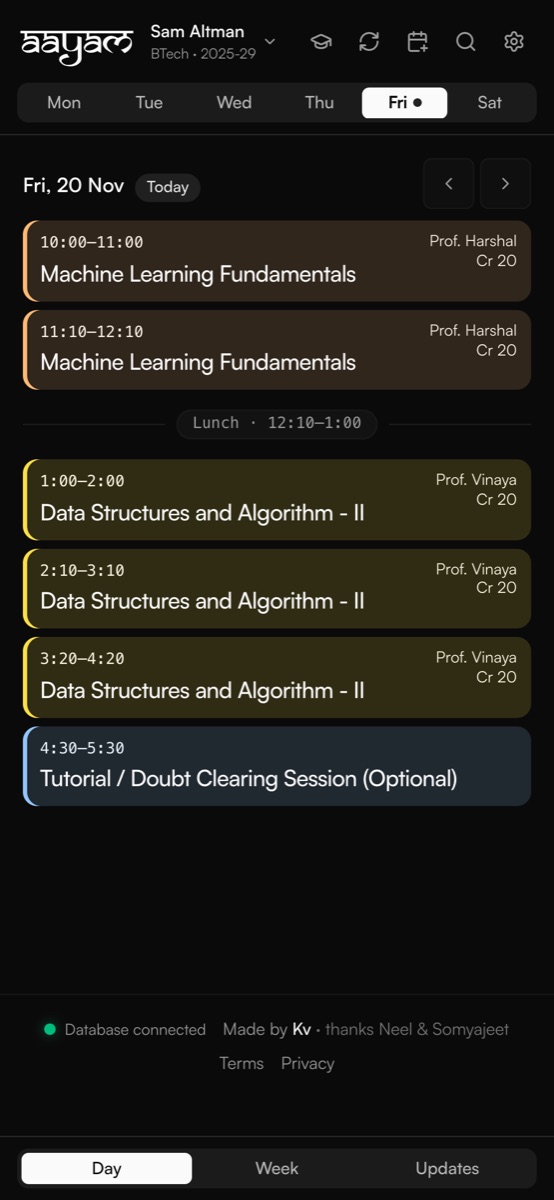 aayam
Sam Altman
BTech · 2025-29
Mon Tue Wed Thu Fri Sat
Fri, 20 Nov Today
10:00–11:00
Prof. Harshal
Machine Learning Fundamentals
Cr 20
11:10–12:10
Prof. Harshal
Machine Learning Fundamentals
Cr 20
Lunch · 12:10–1:00
1:00–2:00
Prof. Vinaya
Data Structures and Algorithm - II
Cr 20
2:10–3:10
Prof. Vinaya
Data Structures and Algorithm - II
Cr 20
3:20–4:20
Prof. Vinaya
Data Structures and Algorithm - II
Cr 20
4:30–5:30
Tutorial / Doubt Clearing Session (Optional)
Database connected Made by Kv · thanks Neel & Somyajeet
Terms Privacy
Day Week Updates